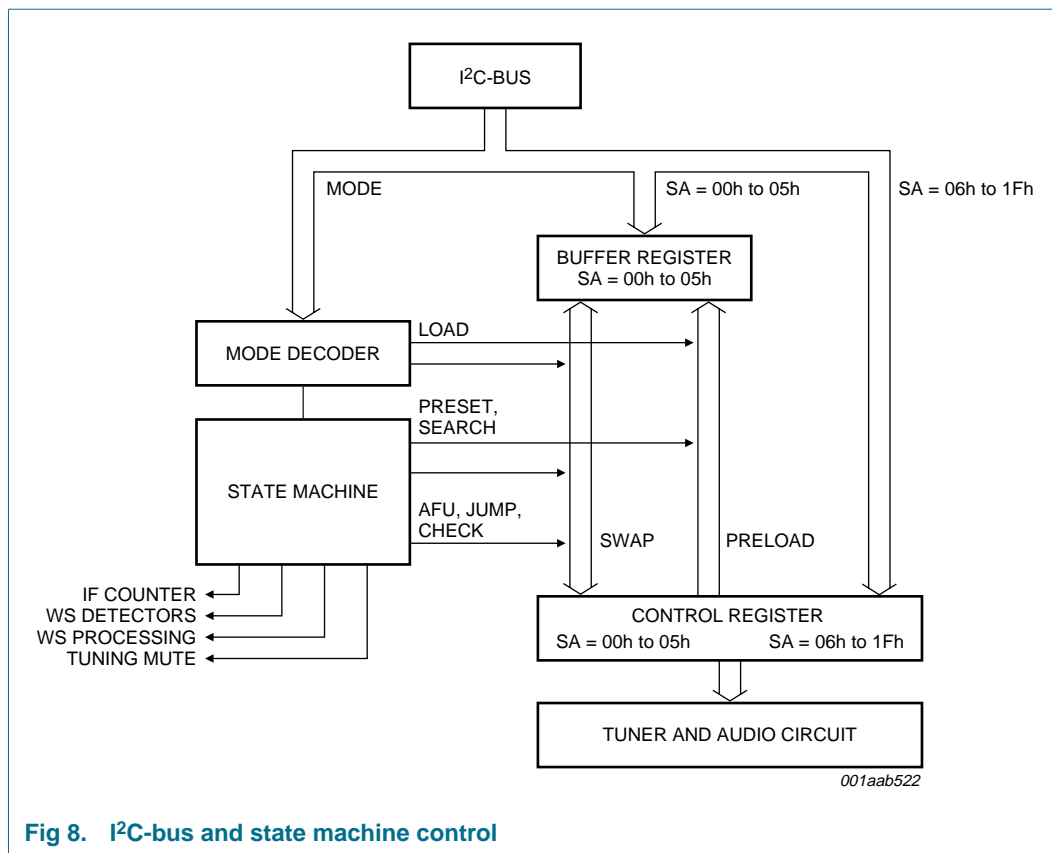 I²C-BUS
MODE
SA = 00h to 05h
SA = 06h to 1Fh
BUFFER REGISTER
SA = 00h to 05h
MODE DECODER
LOAD
PRESET,
SEARCH
STATE MACHINE
AFU, JUMP,
CHECK
SWAP
PRELOAD
IF COUNTER
WS DETECTORS
WS PROCESSING
TUNING MUTE
CONTROL REGISTER
SA = 00h to 05h
SA = 06h to 1Fh
TUNER AND AUDIO CIRCUIT
001aab522
Fig 8. I²C-bus and state machine control